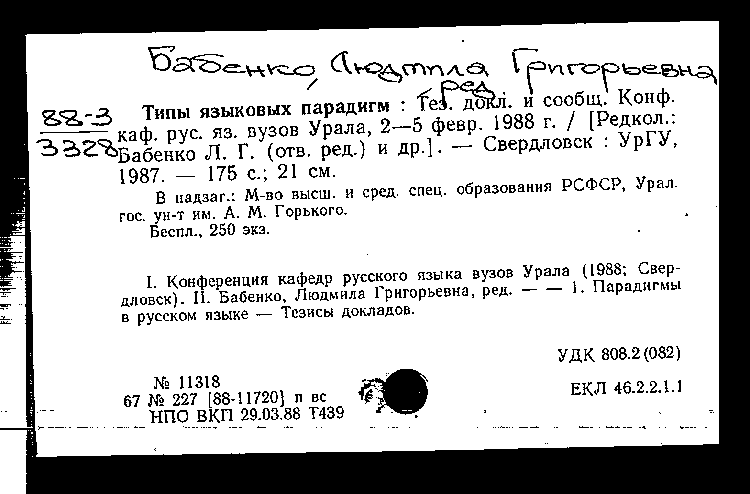 Бабенко, Людмила Григорьевна
ред.
88-3
3328
Типы языковых парадигм : Тез. докл. и сообщ. Конф.
каф. рус. яз. вузов Урала, 2—5 февр. 1988 г. / [Редкол.:
Бабенко Л. Г. (отв. ред.) и др.]. — Свердловск : УрГУ,
1987. — 175 с.; 21 см.
В надзаг.: М-во высш. и сред. спец. образования РСФСР, Урал.
гос. ун-т им. А. М. Горького.
Беспл., 250 экз.
I. Конференция кафедр русского языка вузов Урала (1988; Свер-
дловск). II. Бабенко, Людмила Григорьевна, ред. — — 1. Парадигмы
в русском языке — Тезисы докладов.
УДК 808.2(082)
№ 11318
67 № 227 [88-11720] п вс
НПО ВКП 29.03.88 Т439
ЕКЛ 46.2.2.1.1